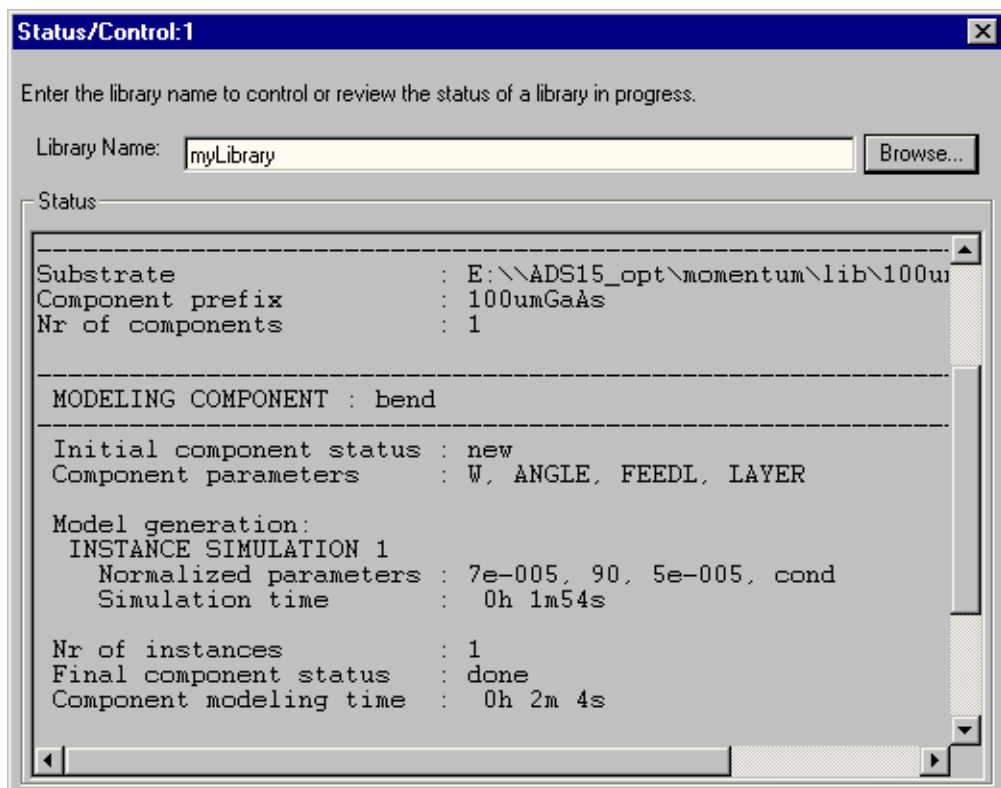 Status/Control:1
Enter the library name to control or review the status of a library in progress.
Library Name: myLibrary Browse...
Status
Substrate : E:\\ADS15_opt\momentum\lib\100u
Component prefix : 100umGaAs
Nr of components : 1
MODELING COMPONENT : bend
Initial component status : new
Component parameters : W, ANGLE, FEEDL, LAYER
Model generation:
INSTANCE SIMULATION 1
Normalized parameters : 7e-005, 90, 5e-005, cond
Simulation time : 0h 1m54s
Nr of instances : 1
Final component status : done
Component modeling time : 0h 2m 4s